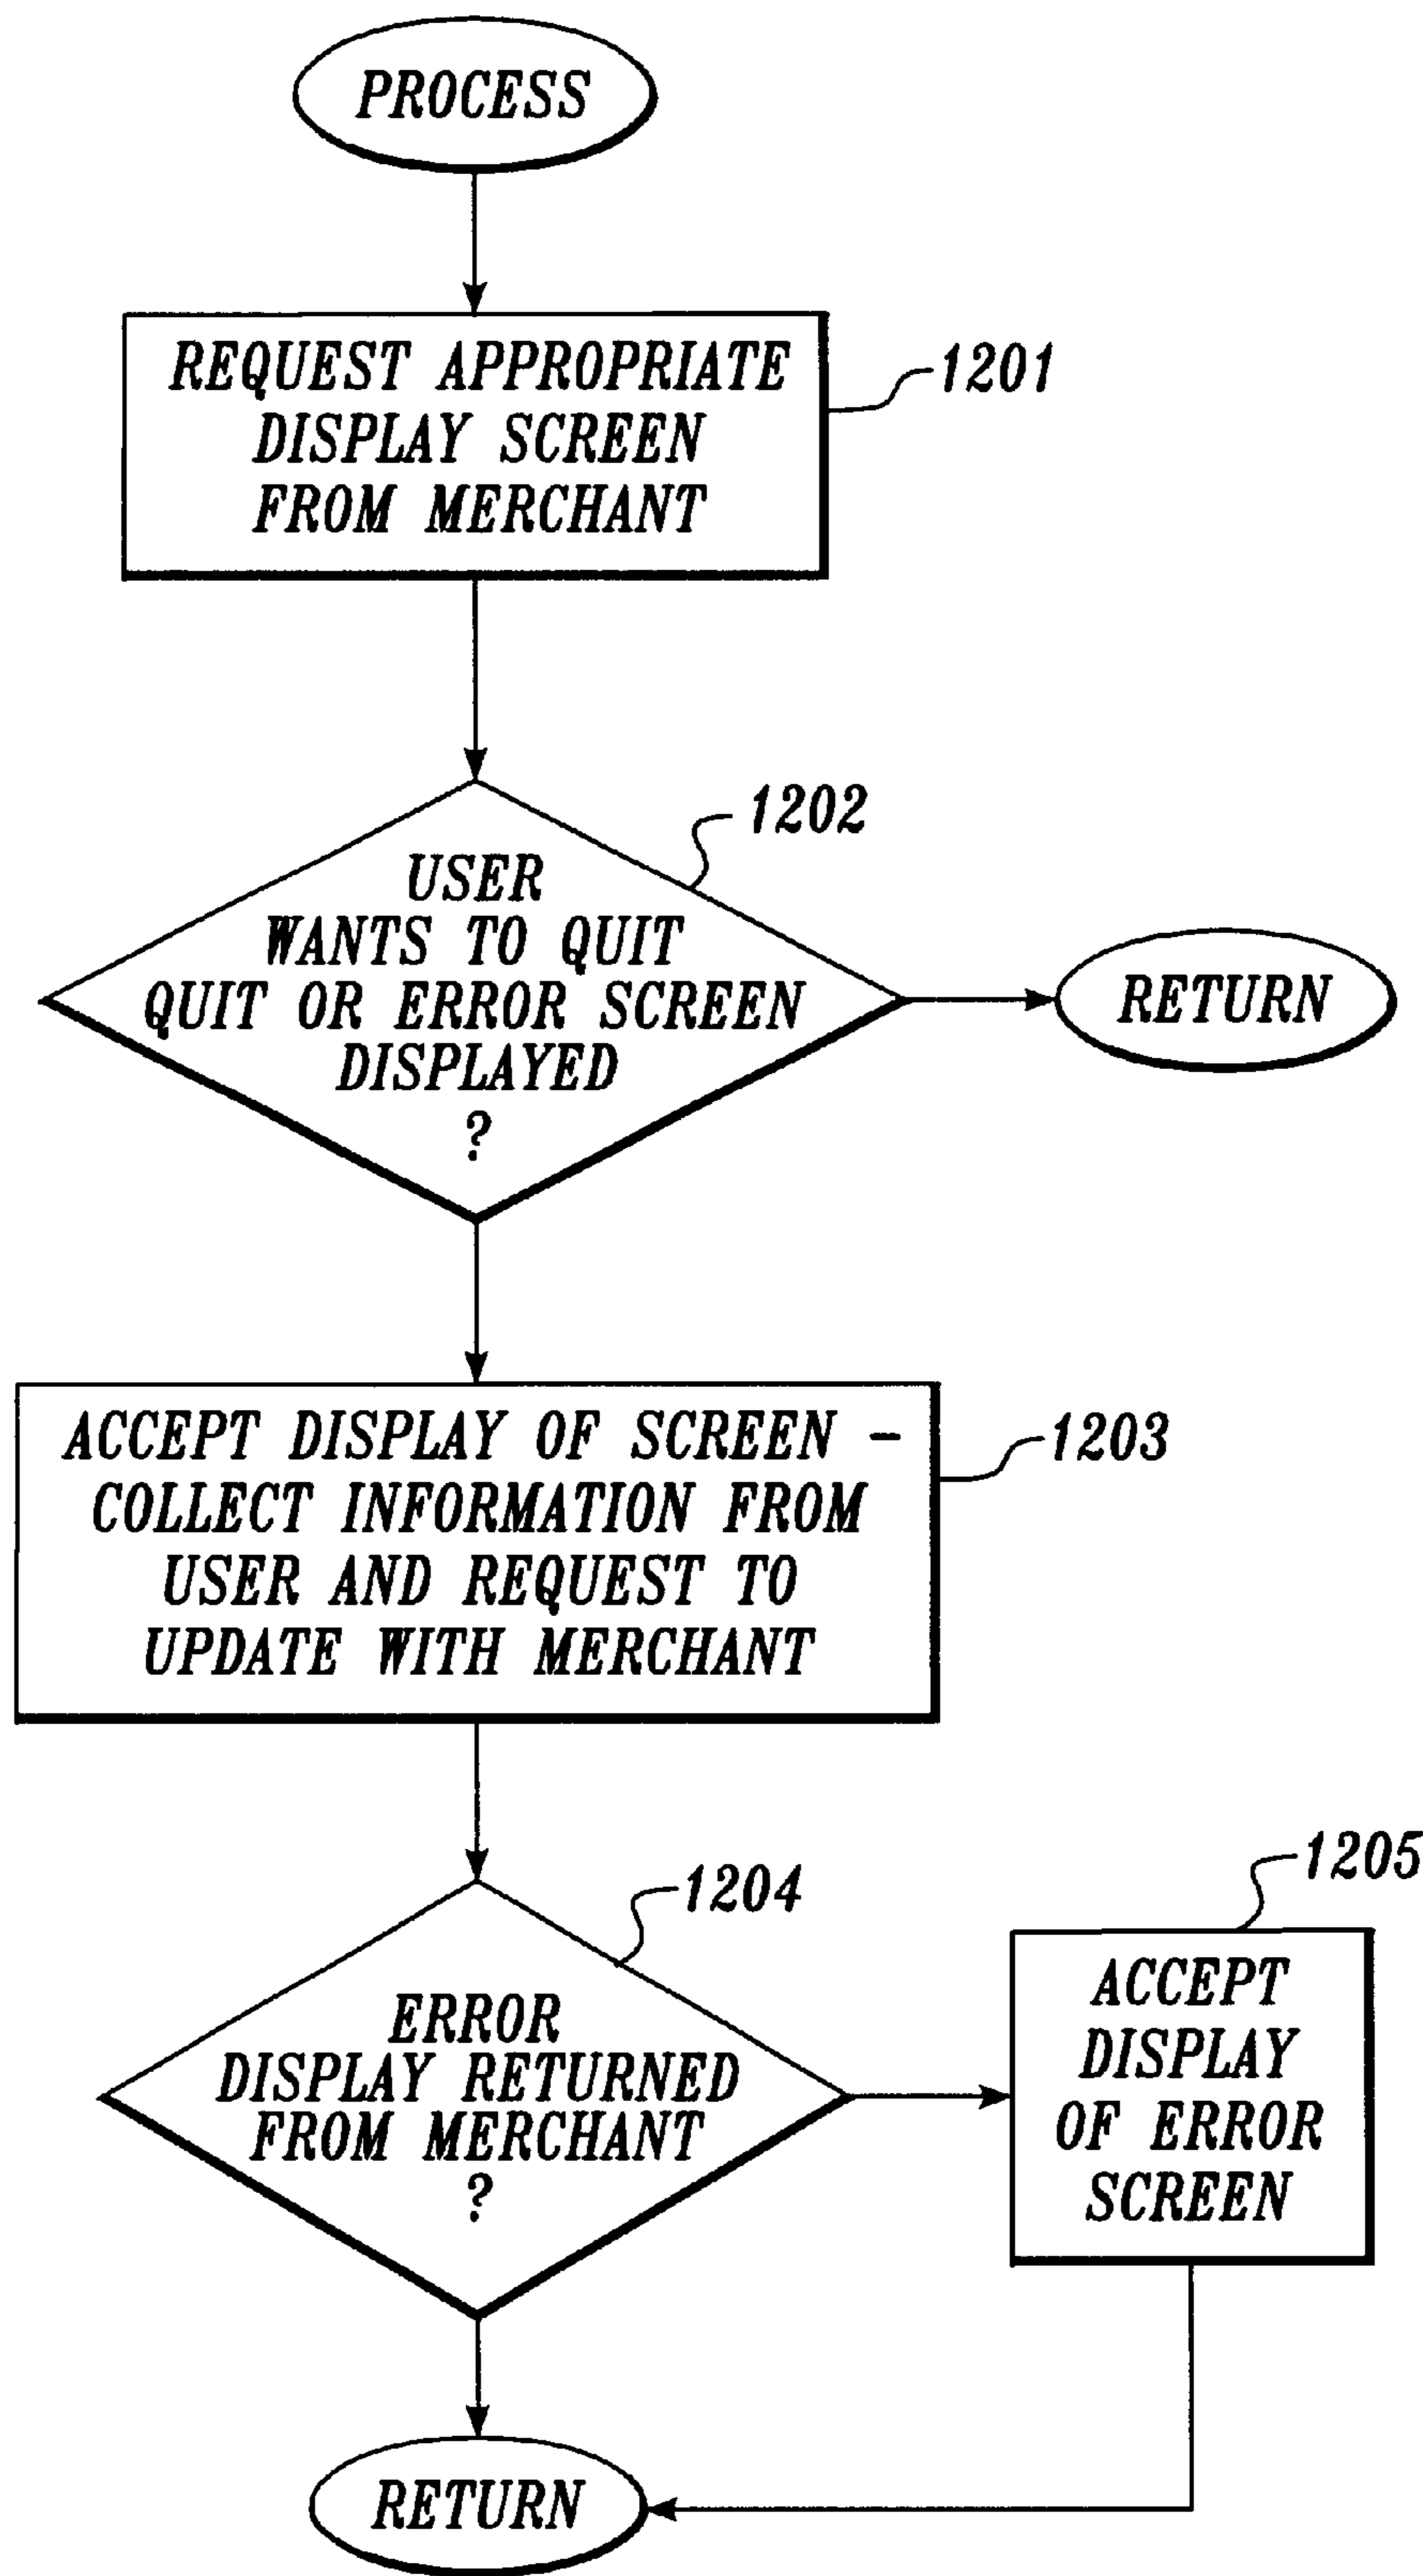 PROCESS
REQUEST APPROPRIATE
DISPLAY SCREEN
FROM MERCHANT
1201
1202
USER
WANTS TO QUIT
QUIT OR ERROR SCREEN
DISPLAYED
?
RETURN
ACCEPT DISPLAY OF SCREEN -
COLLECT INFORMATION FROM
USER AND REQUEST TO
UPDATE WITH MERCHANT
1203
1204
ERROR
DISPLAY RETURNED
FROM MERCHANT
?
1205
ACCEPT
DISPLAY
OF ERROR
SCREEN
RETURN